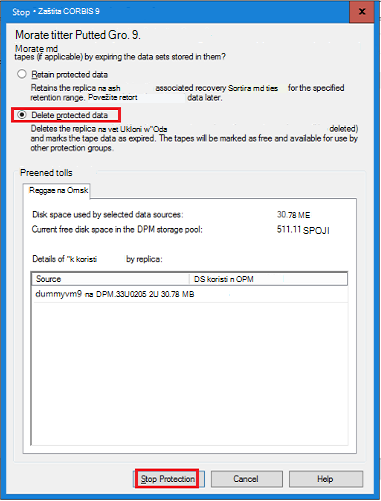 Stop • Zaštita CORBIS 9
Morate titter Putted Gro. 9.
Morate md
tapes (if applicable) by expiring the data sets stored in them?
Retain protected data
Retains the replica na ash associated recovery Sortira md ties for the specified
retention range. Povežite retort data later.
Delete protected data
Deletes the replica na vet Ukloni w"Oda deleted)
and marks the tape data as expired. The tapes will be marked as free and available for use by
other protection groups.
Preened tolls
Reggae na Omsk
Disk space used by selected data sources: 30.78 ME
Current free disk space in the DPM storage pool: 511.11 SPOJI
Details of "k koristi by replica:
Source DS koristi n OPM
dummyvm9 na DPM.33U0205 2U 30.78 MB
Stop Protection Cancel Help